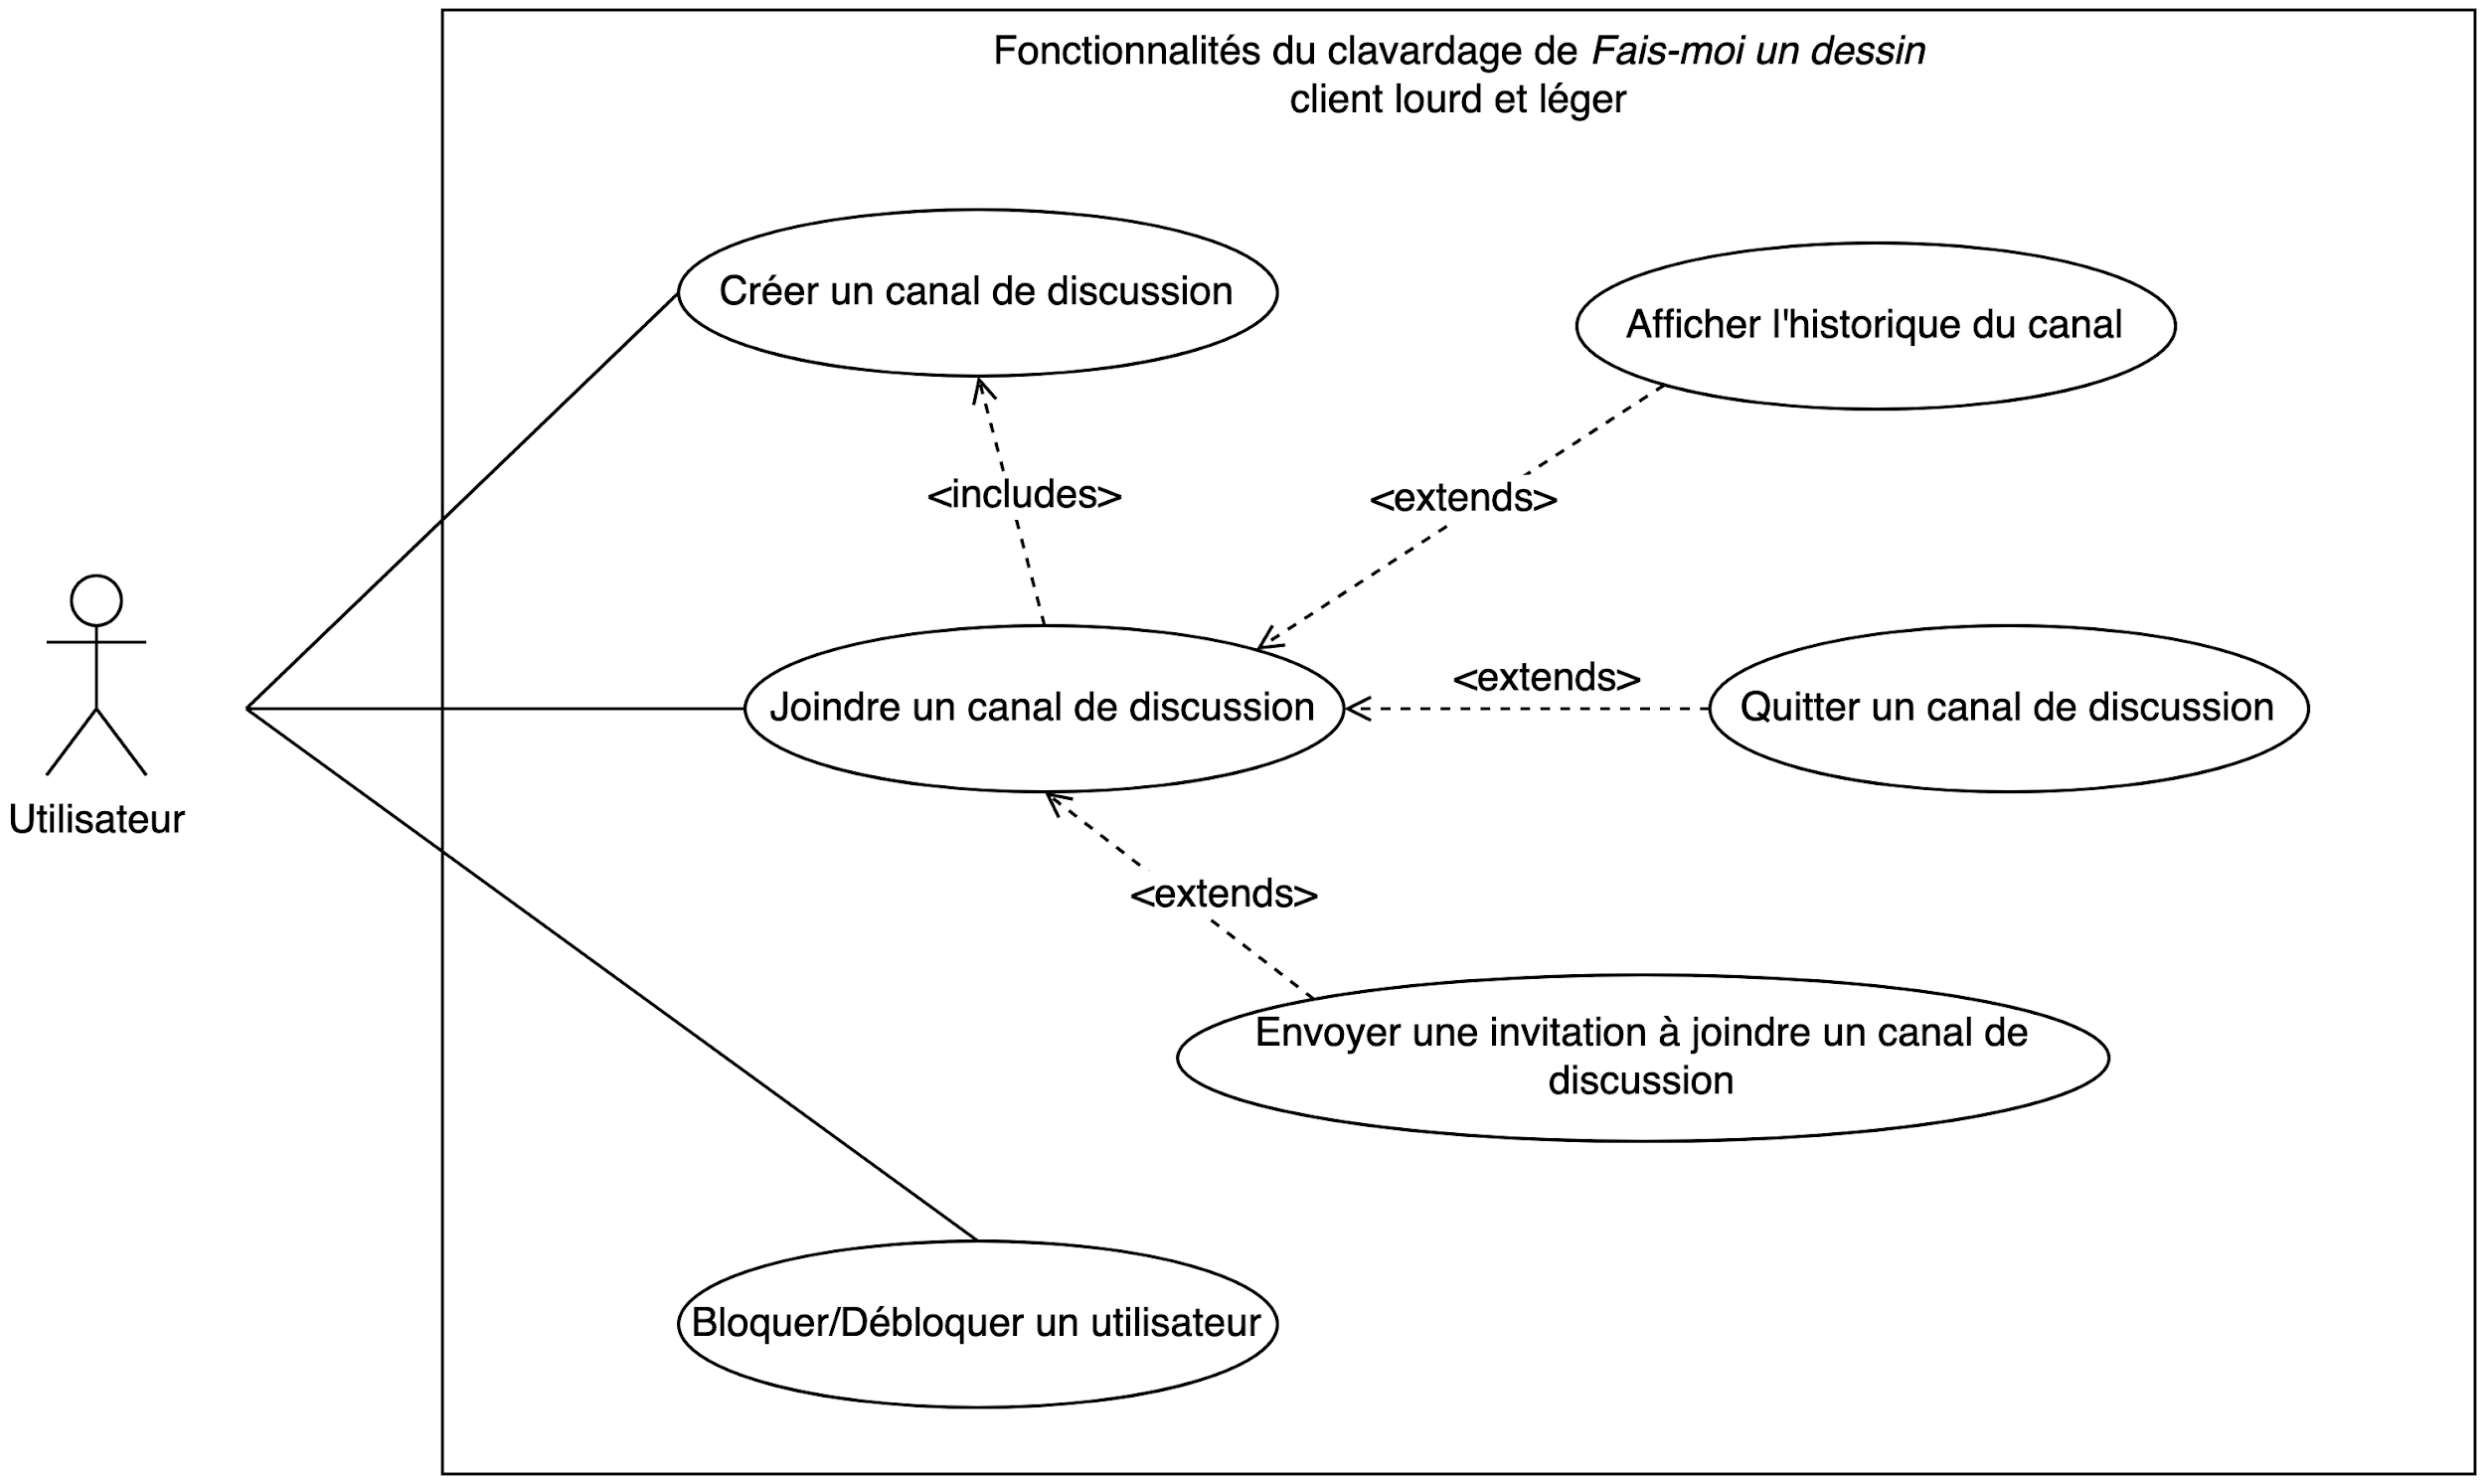 Fonctionnalités du clavardage de Fais-moi un dessin
client lourd et léger
Créer un canal de discussion
Afficher l'historique du canal
<includes>
<extends>
<extends>
Joindre un canal de discussion
Quitter un canal de discussion
Utilisateur
<extends>
Envoyer une invitation à joindre un canal de
discussion
Bloquer/Débloquer un utilisateur